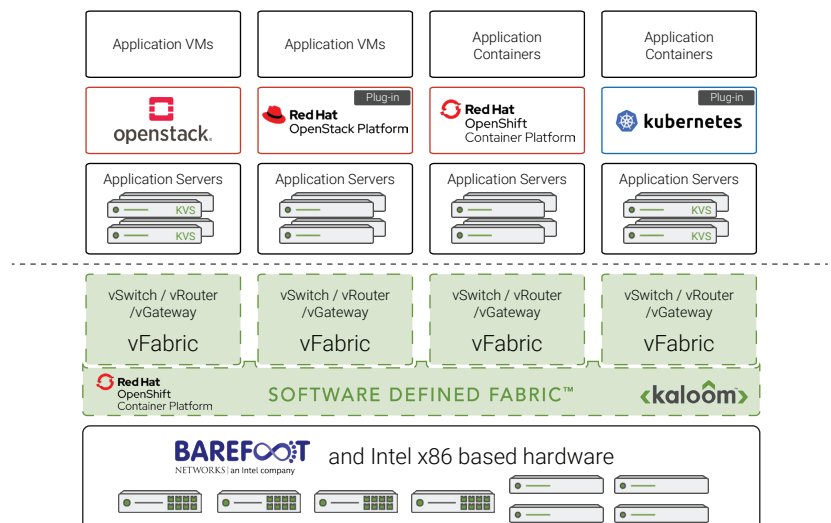 Application VMs
Application VMs
Application
Containers
Application
Containers
openstack.
Plug-in
Red Hat
OpenStack Platform
Red Hat
OpenShift
Container Platform
Plug-in
kubernetes
Application Servers
KVS
KVS
Application Servers
Application Servers
Application Servers
KVS
KVS
vSwitch / vRouter
/vGateway
vFabric
vSwitch / vRouter
/vGateway
vFabric
vSwitch / vRouter
/vGateway
vFabric
vSwitch / vRouter
/vGateway
vFabric
Red Hat
OpenShift
Container Platform
SOFTWARE DEFINED FABRIC™
kaloom™
BAREFOOT
NETWORKS | an Intel company
and Intel x86 based hardware